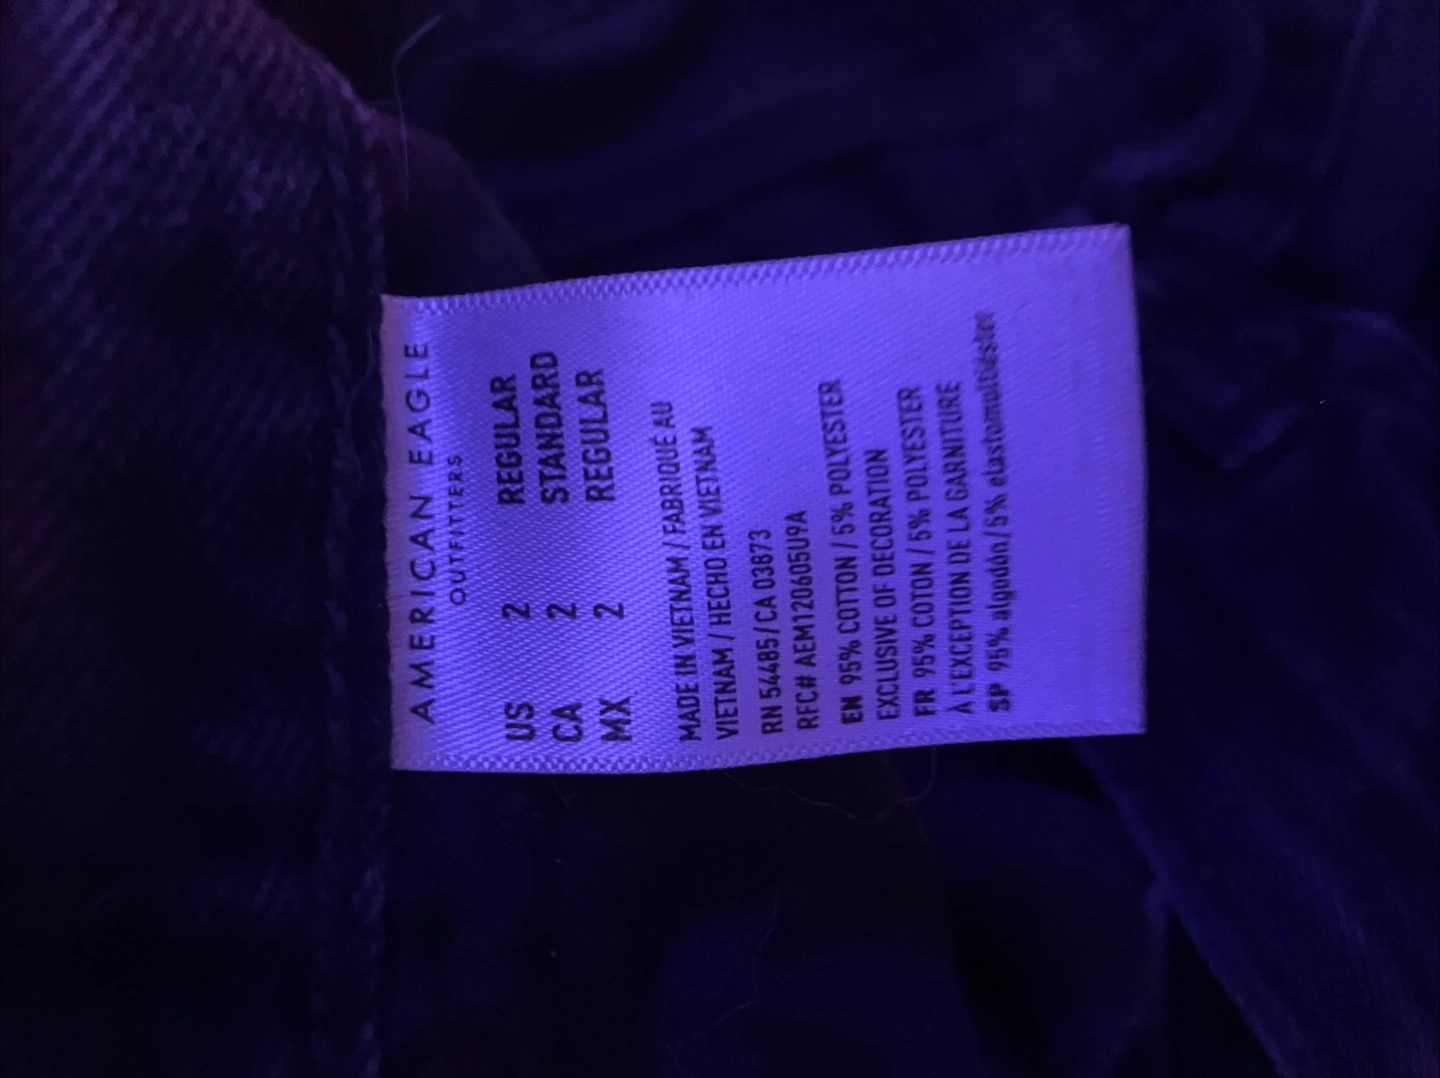 AMERICAN EAGLE
OUTFITTERS
US 2 REGULAR
CA 2 STANDARD
MX 2 REGULAR
MADE IN VIETNAM / FABRIQUÉ AU
VIETNAM / HECHO EN VIETNAM
RN 54485 / CA 03873
RFC# AEM120605U9A
EN 95% COTTON / 5% POLYESTER
EXCLUSIVE OF DECORATION
FR 95% COTON / 5% POLYESTER
À L'EXCEPTION DE LA GARNITURE
SP 95% algodón/5% elastomultiéster